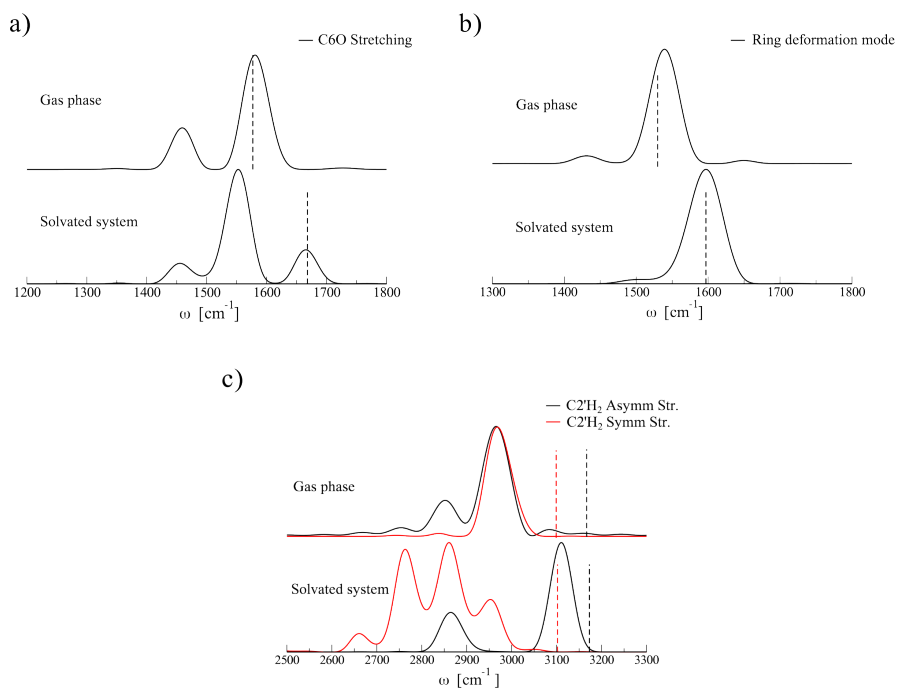 a)
C6O Stretching
Gas phase
Solvated system
1200 1300 1400 1500 1600 1700 1800
ω [cm⁻¹]
b)
Ring deformation mode
Gas phase
Solvated system
1300 1400 1500 1600 1700 1800
ω [cm⁻¹]
c)
C2'H₂ Asymm Str.
C2'H₂ Symm Str.
Gas phase
Solvated system
2500 2600 2700 2800 2900 3000 3100 3200 3300
ω [cm⁻¹]